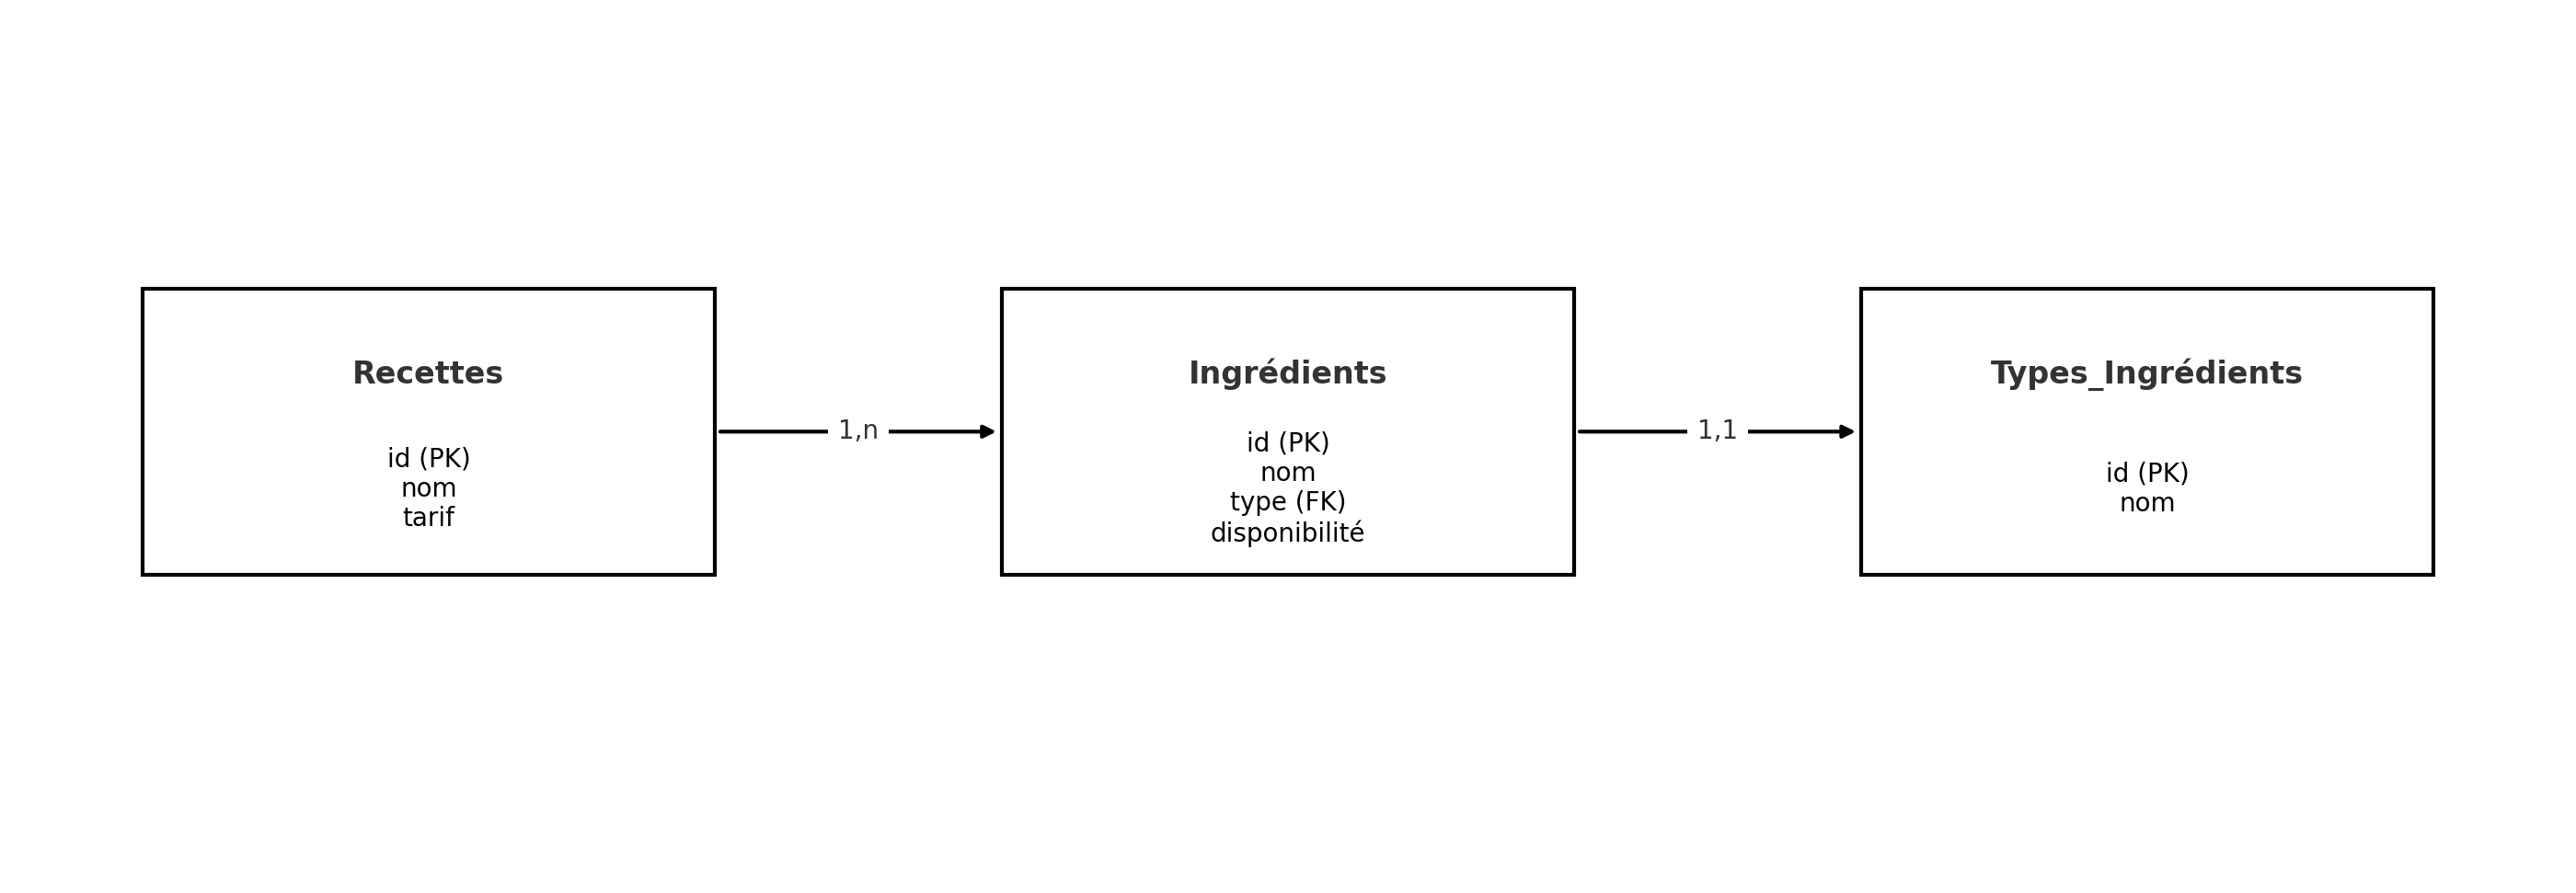 Recettes
id (PK)
nom
tarif
1,n
Ingrédients
id (PK)
nom
type (FK)
disponibilité
1,1
Types_Ingrédients
id (PK)
nom